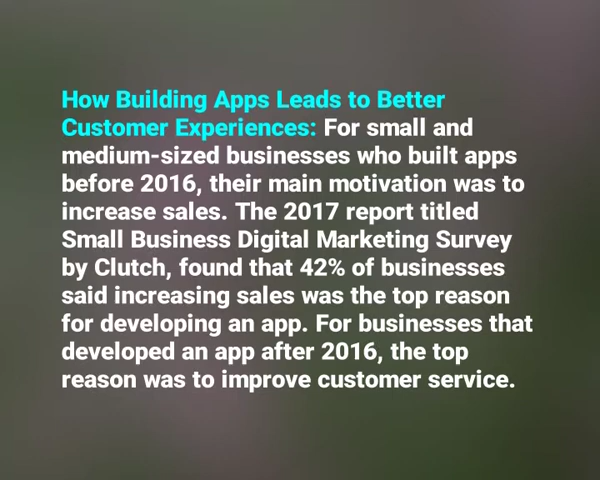 How Building Apps Leads to Better
Customer Experiences: For small and
medium-sized businesses who built apps
before 2016, their main motivation was to
increase sales. The 2017 report titled
Small Business Digital Marketing Survey
by Clutch, found that 42% of businesses
said increasing sales was the top reason
for developing an app. For businesses that
developed an app after 2016, the top
reason was to improve customer service.